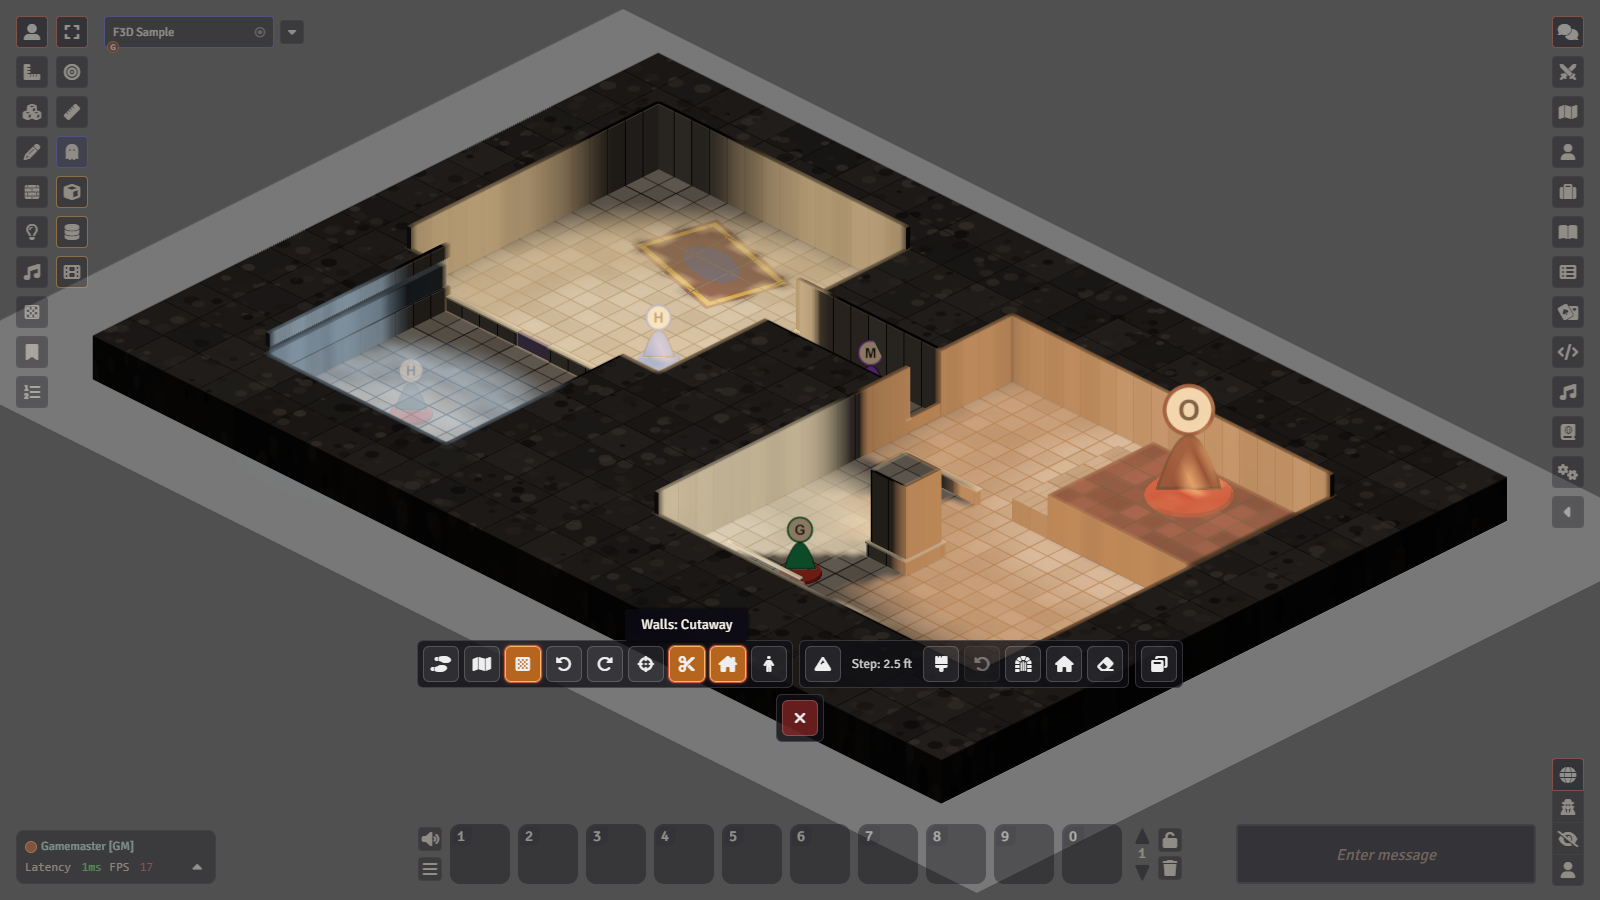 F3D Sample
G
H
M
H
O
G
Walls: Cutaway
Step: 2.5 ft
1
2
3
4
5
6
7
8
9
0
1
Gamemaster [GM]
Latency 1ms FPS 17
Enter message